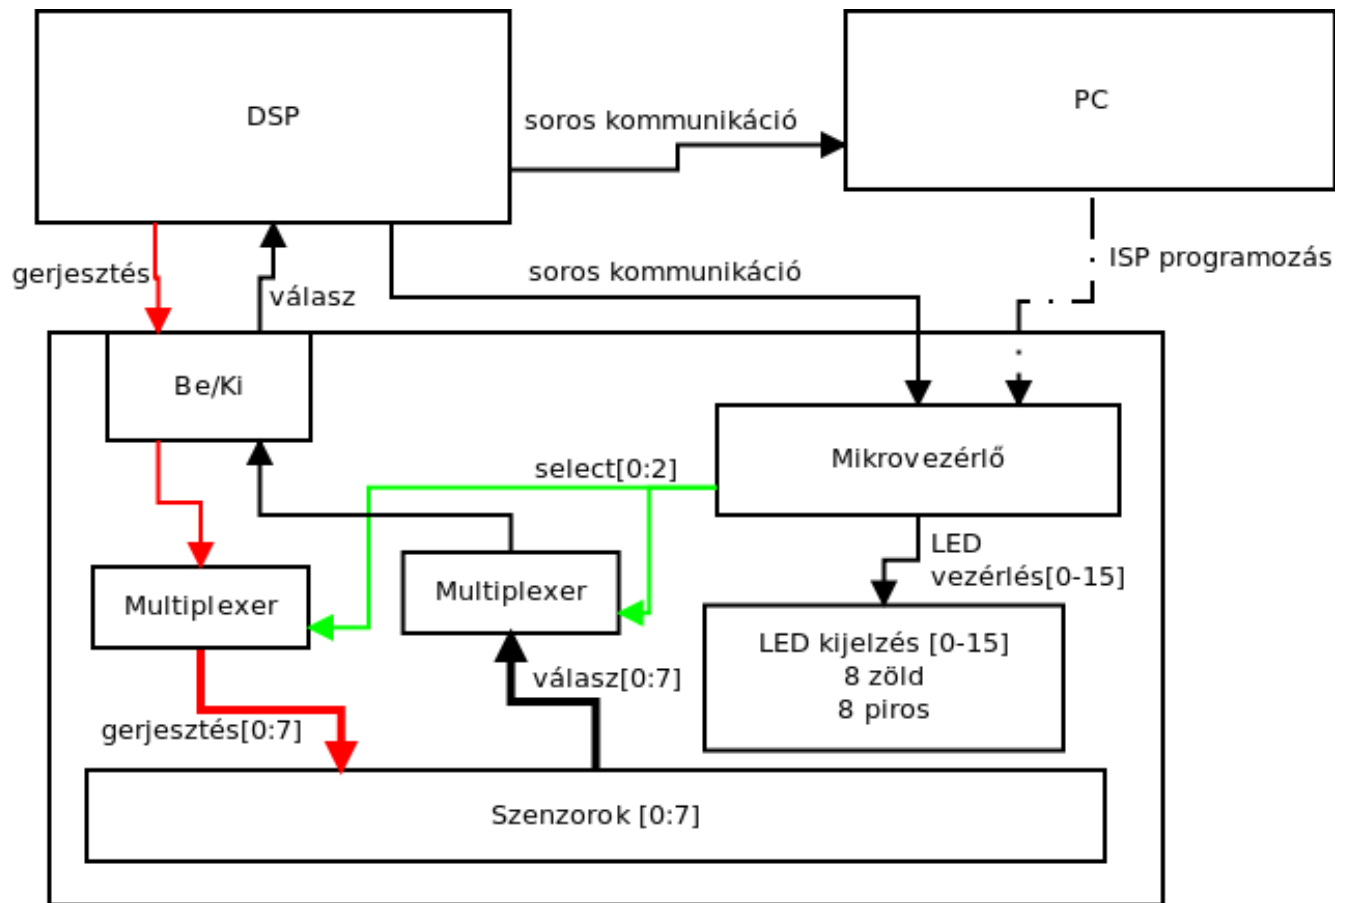 DSP
PC
soros kommunikáció
gerjesztés
válasz
soros kommunikáció
ISP programozás
Be/Ki
Mikrovezérlő
select[0:2]
LED
vezérlés[0-15]
Multiplexer
Multiplexer
LED kijelzés [0-15]
8 zöld
8 piros
válasz[0:7]
gerjesztés[0:7]
Szenzorok [0:7]